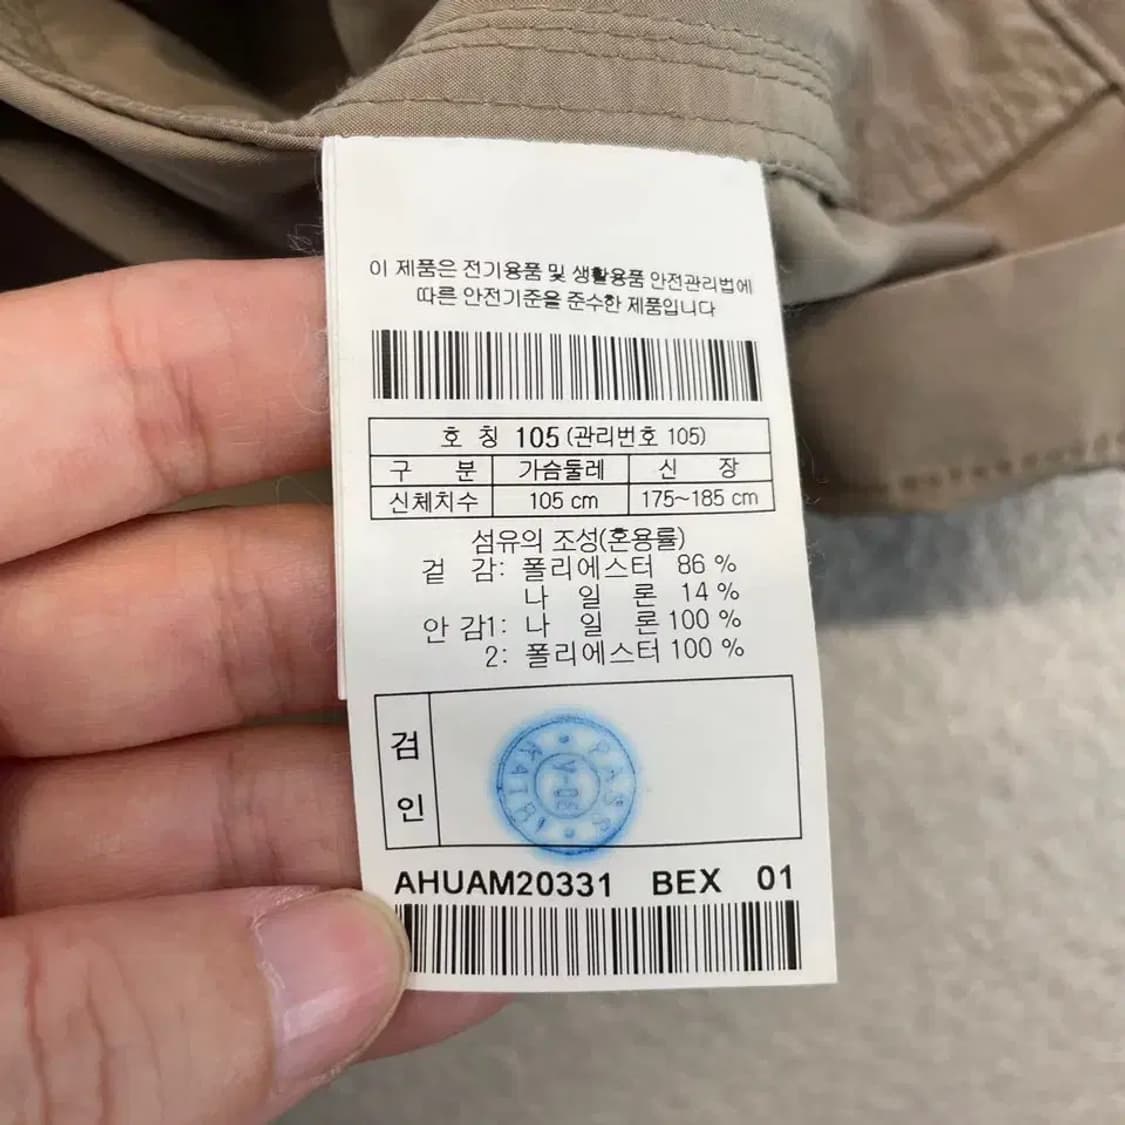 이 제품은 전기용품 및 생활용품 안전관리법에
따른 안전기준을 준수한 제품입니다
호 칭 105 (관리번호 105)
구 분 가슴둘레 신 장
신체치수 105 cm 175~185 cm
섬유의 조성(혼용률)
겉 감: 폴리에스터 86 %
나 일 론 14 %
안 감1: 나 일 론 100 %
2: 폴리에스터 100 %
검
인
PASS
KATRI
AHUAM20331 BEX 01